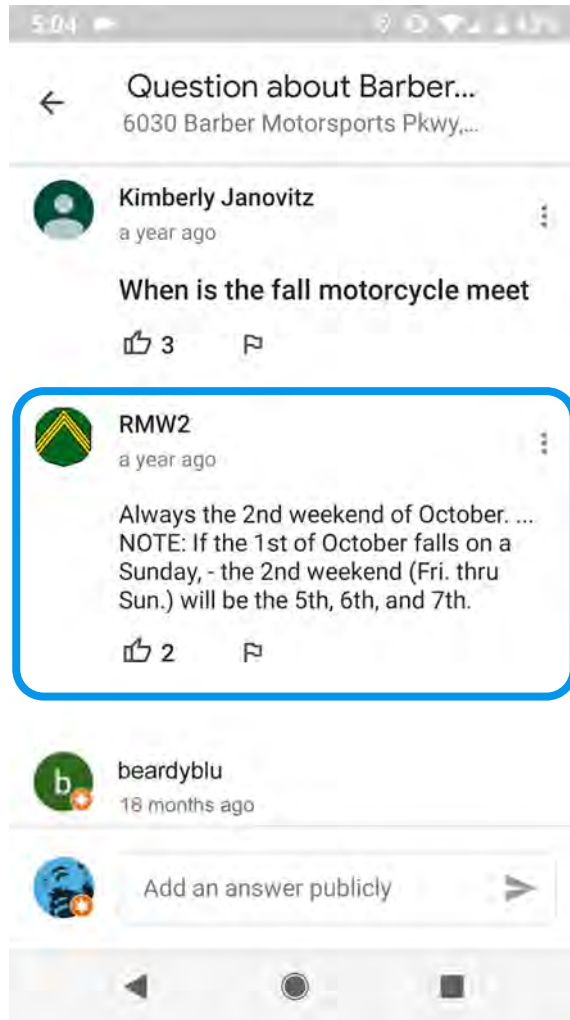 5:04
43%
Question about Barber...
6030 Barber Motorsports Pkwy,...
Kimberly Janovitz
a year ago
When is the fall motorcycle meet
3
RMW2
a year ago
Always the 2nd weekend of October. ...
NOTE: If the 1st of October falls on a
Sunday, - the 2nd weekend (Fri. thru
Sun.) will be the 5th, 6th, and 7th.
2
b
beardyblu
18 months ago
Add an answer publicly